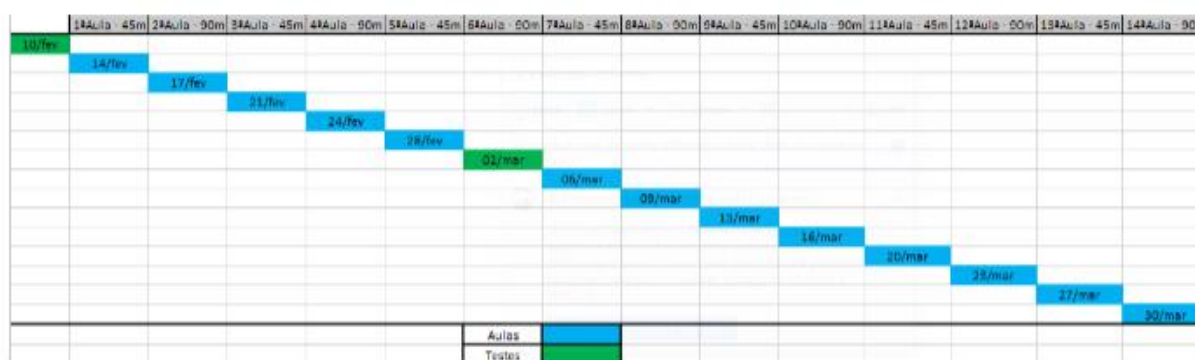 1ªAula - 45m 2ªAula - 90m 3ªAula - 45m 4ªAula - 90m 5ªAula - 45m 6ªAula - 90m 7ªAula - 45m 8ªAula - 90m 9ªAula - 45m 10ªAula - 90m 11ªAula - 45m 12ªAula - 90m 13ªAula - 45m 14ªAula - 90
10/fev
14/fev
17/fev
21/fev
24/fev
28/fev
02/mar
06/mar
09/mar
13/mar
16/mar
20/mar
23/mar
27/mar
30/mar
Aulas
Testes